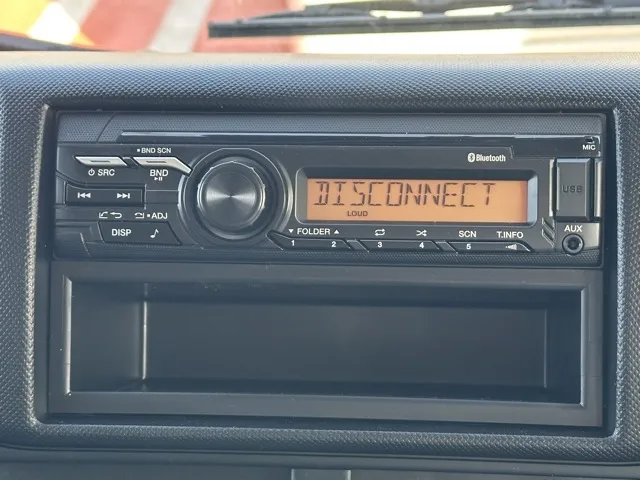 MIC
BND SCN
Bluetooth
SRC
BND
USB
DISCONNECT
LOUD
ADJ
DISP
FOLDER
SCN
T.INFO
AUX
1 2 3 4 5